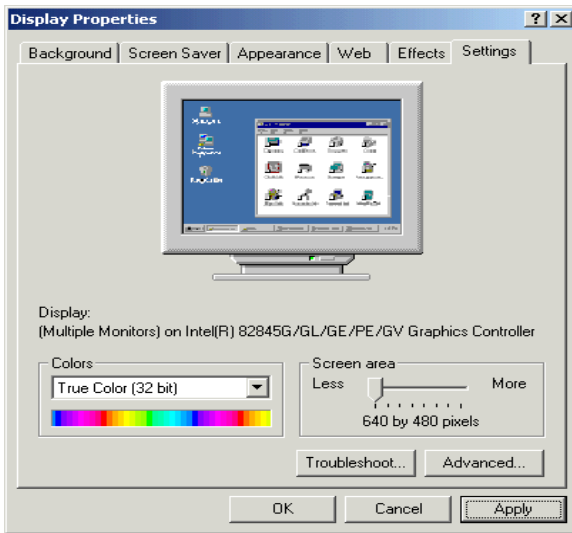 Display Properties
Background Screen Saver Appearance Web Effects Settings
Display:
(Multiple Monitors) on Intel(R) 82845G/GL/GE/PE/GV Graphics Controller
Colors
True Color (32 bit)
Screen area
Less More
640 by 480 pixels
Troubleshoot... Advanced...
OK Cancel Apply